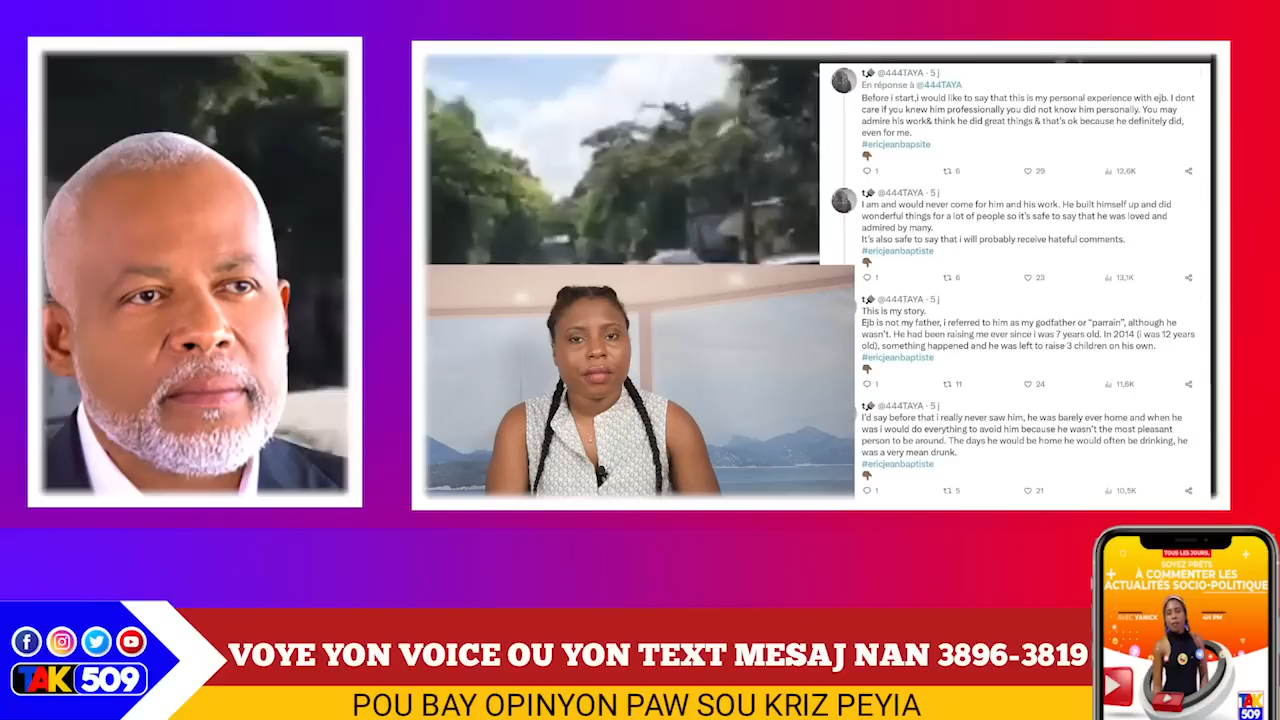 @444TAYA · 5 j
En réponse à @444TAYA
Before i start,i would like to say that this is my personal experience with ejb. I dont
care if you knew him professionally you did not know him personally. You may
admire his work& think he did great things & that's ok because he definitely did,
even for me.
#ericjeanbapsite
1 6 29 12,6K
@444TAYA · 5 j
I am and would never come for him and his work. He built himself up and did
wonderful things for a lot of people so it's safe to say that he was loved and
admired by many.
It's also safe to say that i will probably receive hateful comments.
#ericjeanbaptiste
1 6 23 13,1K
@444TAYA · 5 j
This is my story.
Ejb is not my father, i referred to him as my godfather or "parrain", although he
wasn't. He had been raising me ever since i was 7 years old. In 2014 (i was 12 years
old), something happened and he was left to raise 3 children on his own.
#ericjeanbaptiste
1 11 24 11,6K
@444TAYA · 5 j
I'd say before that i really never saw him, he was barely ever home and when he
was i would do everything to avoid him because he wasn't the most pleasant
person to be around. The days he would be home he would often be drinking, he
was a very mean drunk.
#ericjeanbaptiste
1 5 21 10,5K
TOUS LES JOURS,
SOYEZ PRÊTS
À COMMENTER LES
ACTUALITÉS SOCIO-POLITIQUE
AVEC YANICK 4H PM
TAK 509
TAK 509
VOYE YON VOICE OU YON TEXT MESAJ NAN 3896-3819
POU BAY OPINYON PAW SOU KRIZ PEYIA